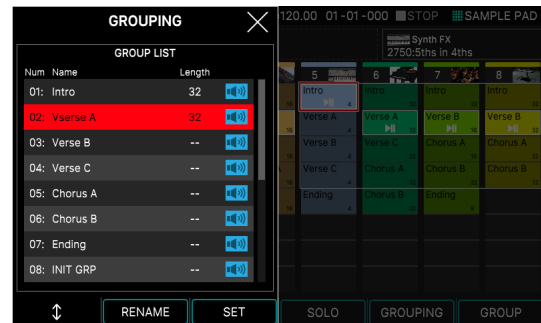 GROUPING
GROUP LIST
Num Name Length
01: Intro 32
02: Vserse A 32
03: Verse B --
04: Verse C --
05: Chorus A --
06: Chorus B --
07: Ending --
08: INIT GRP --
RENAME SET
120.00 01-01-000 STOP SAMPLE PAD
Synth FX
2750:5ths in 4ths
5 6 7 8
Intro Intro Intro Intro
Verse A Verse A Verse B Verse B
Verse B Verse C Chorus A Chorus A
Verse C Chorus A Chorus B Chorus B
Ending Chorus B Ending
SOLO GROUPING GROUP